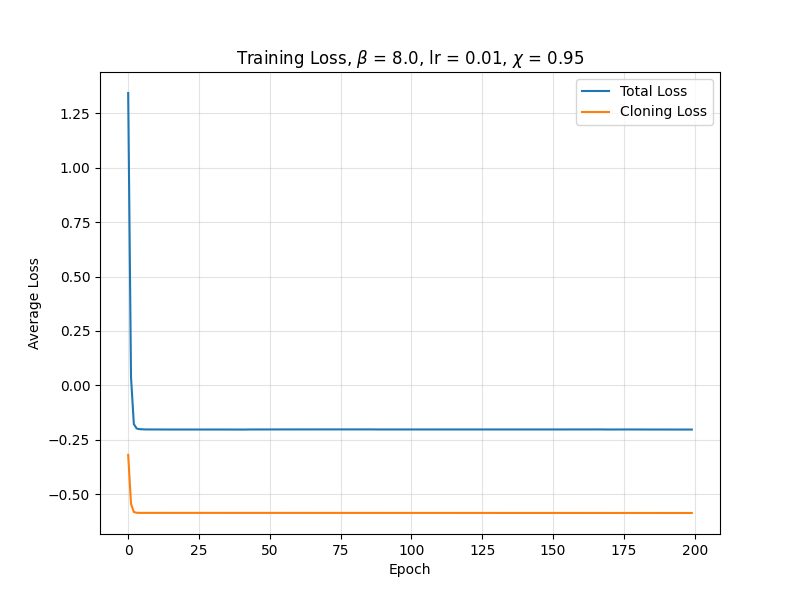 Training Loss, β = 8.0, lr = 0.01, χ = 0.95
Total Loss
Cloning Loss
Average Loss
1.25
1.00
0.75
0.50
0.25
0.00
−0.25
−0.50
0 25 50 75 100 125 150 175 200
Epoch